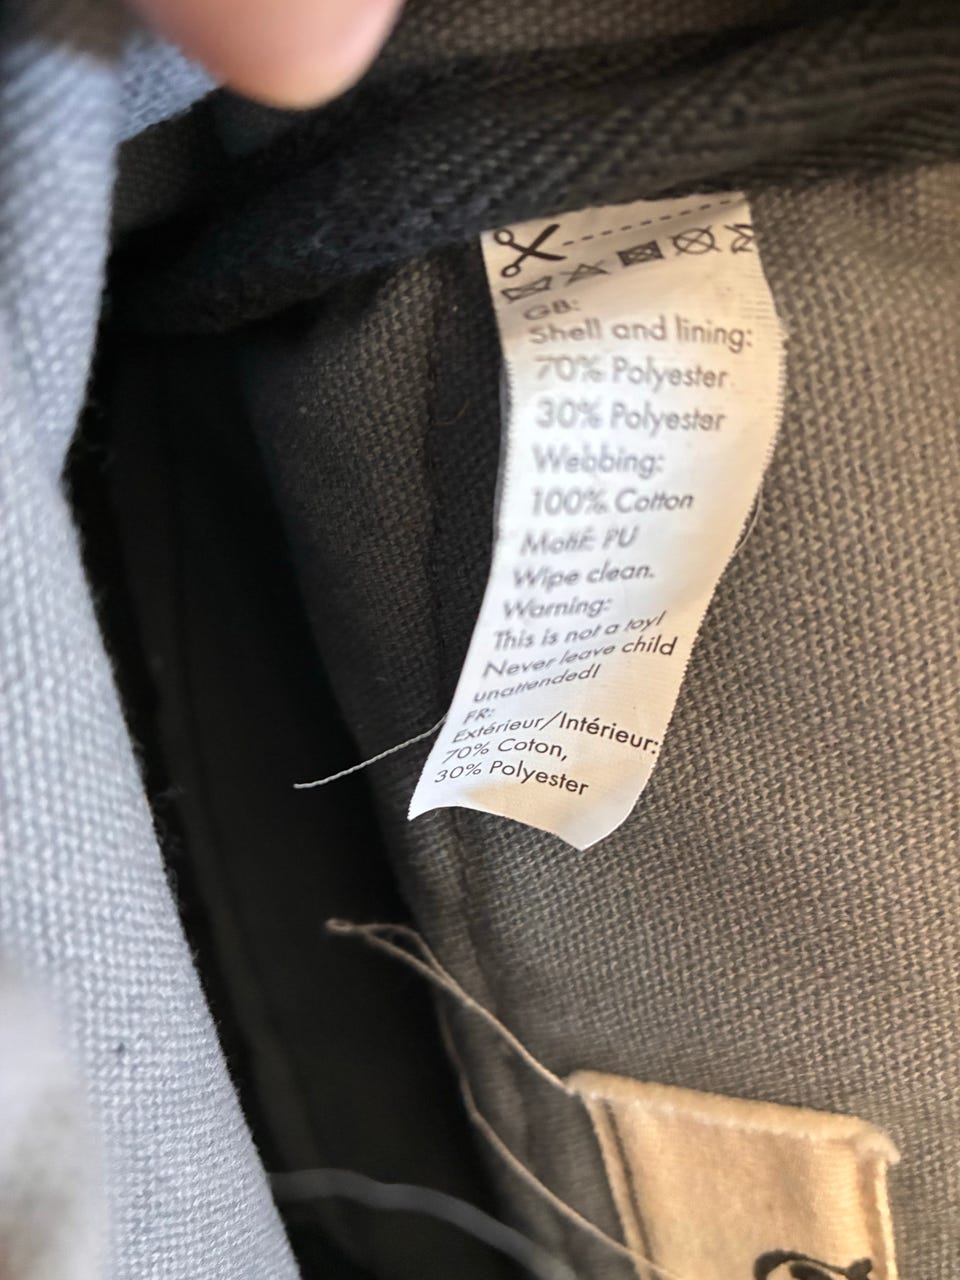 GB:
Shell and lining:
70% Polyester
30% Polyester
Webbing:
100% Cotton
Motif: PU
Wipe clean.
Warning:
This is not a toy!
Never leave child
unattended!
FR:
Extérieur/Intérieur:
70% Coton,
30% Polyester